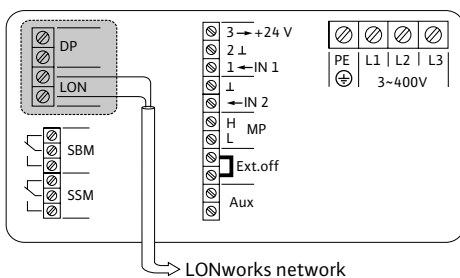 DP
LON
SBM
SSM
3 → +24 V
2 ⊥
1 ← IN 1
⊥
← IN 2
H
L
MP
Ext.off
Aux
PE L1 L2 L3
3~400V
LONworks network